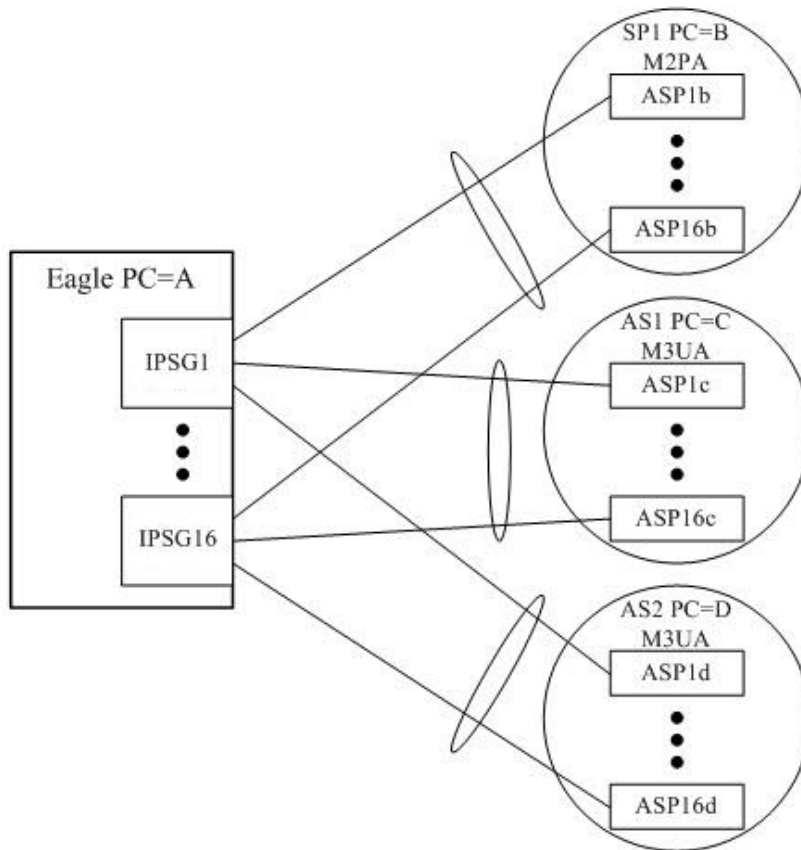 SP1 PC=B
M2PA
ASP1b
ASP16b
Eagle PC=A
IPSG1
IPSG16
AS1 PC=C
M3UA
ASP1c
ASP16c
AS2 PC=D
M3UA
ASP1d
ASP16d